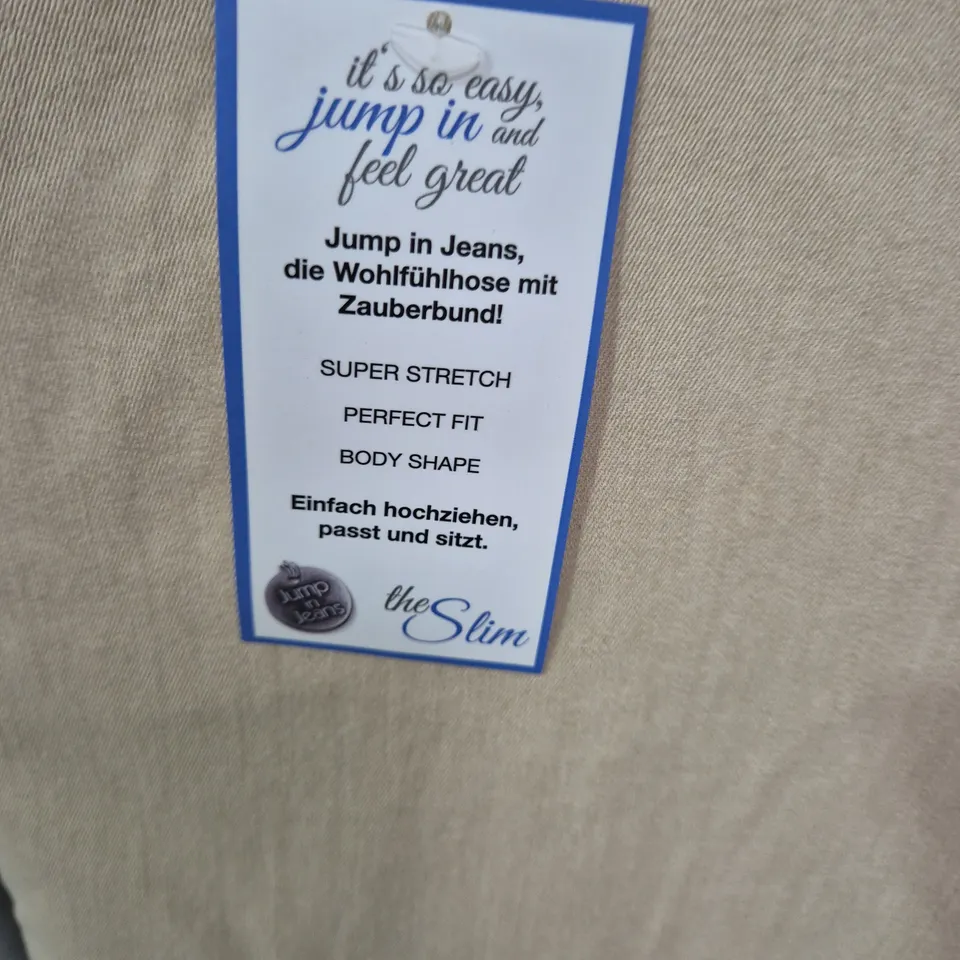 it's so easy,
jump in and
feel great
Jump in Jeans,
die Wohlfühlhose mit
Zauberbund!
SUPER STRETCH
PERFECT FIT
BODY SHAPE
Einfach hochziehen,
passt und sitzt.
Jump
in
Jeans
the Slim